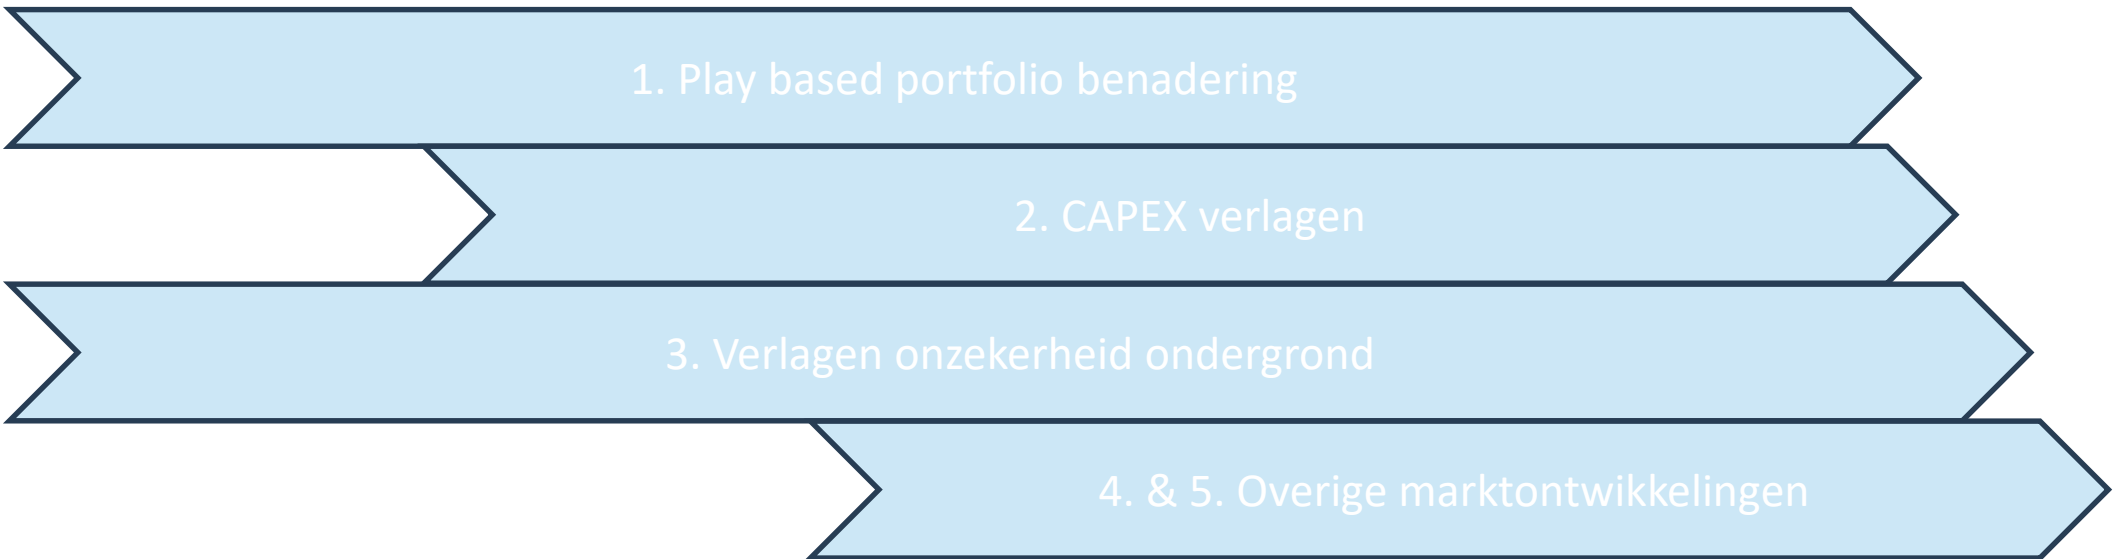 1. Play based portfolio benadering
2. CAPEX verlagen
3. Verlagen onzekerheid ondergrond
4. & 5. Overige marktontwikkelingen